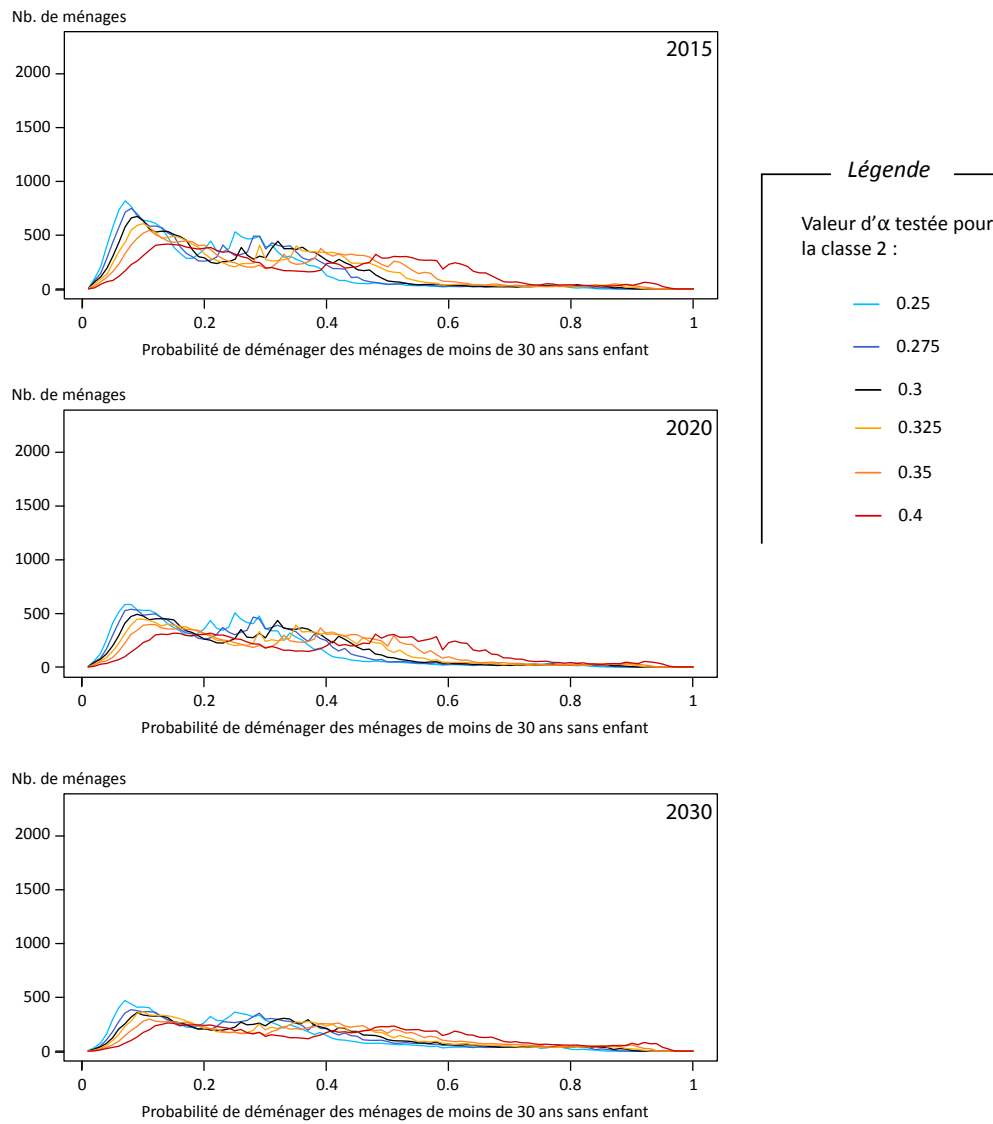 Nb. de ménages
2015
2000
1500
1000
500
0
0 0.2 0.4 0.6 0.8 1
Probabilité de déménager des ménages de moins de 30 ans sans enfant
Nb. de ménages
2020
2000
1500
1000
500
0
0 0.2 0.4 0.6 0.8 1
Probabilité de déménager des ménages de moins de 30 ans sans enfant
Nb. de ménages
2030
2000
1500
1000
500
0
0 0.2 0.4 0.6 0.8 1
Probabilité de déménager des ménages de moins de 30 ans sans enfant
Légende
Valeur d'α testée pour
la classe 2 :
0.25
0.275
0.3
0.325
0.35
0.4